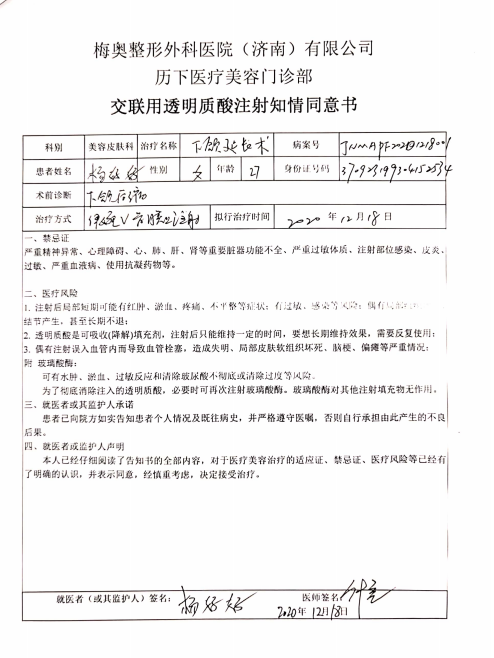 梅奥整形外科医院（济南）有限公司
历下医疗美容门诊部
交联用透明质酸注射知情同意书
科别 美容皮肤科 治疗名称 下颌延长术 病案号
患者姓名 性别 女 年龄 27 身份证号码
术前诊断 下颌后缩
治疗方式 注射 拟行治疗时间 2020 年 12 月 18 日
一、禁忌证
严重精神异常、心理障碍、心、肺、肝、肾等重要脏器功能不全、严重过敏体质、注射部位感染、皮炎、
过敏、严重血液病、使用抗凝药物等。
二、医疗风险
1. 注射后局部短期可能有红肿、淤血、疼痛、不平整等症状；有过敏、感染等风险；偶有
结节产生，甚至长期不退；
2. 透明质酸是可吸收(降解)填充剂，注射后只能维持一定的时间，要想长期维持效果，需要反复使用；
3. 偶有注射误入血管内而导致血管栓塞，造成失明、局部皮肤软组织坏死、脑梗、偏瘫等严重情况；
附 玻璃酸酶：
可有水肿、淤血、过敏反应和清除玻尿酸不彻底或清除过度等风险。
为了彻底消除注入的透明质酸，必要时可再次注射玻璃酸酶。玻璃酸酶对其他注射填充物无作用。
三、就医者或其监护人承诺
患者已向院方如实告知患者个人情况及既往病史，并严格遵守医嘱，否则自行承担由此产生的不良
后果。
四、就医者或监护人声明
本人已经仔细阅读了告知书的全部内容，对于医疗美容治疗的适应证、禁忌证、医疗风险等已经有
了明确的认识，并表示同意，经慎重考虑，决定接受治疗。
就医者（或其监护人）签名： 医师签名
2020年 12月18日